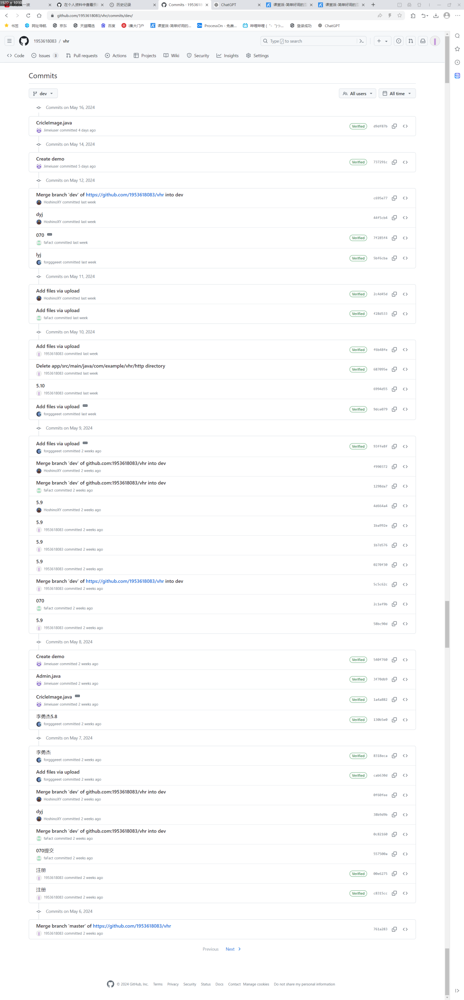 1920 × 1030
一波
在个人资料中查看贡
历史记录
Commits · 1953618
ChatGPT
课堂派-简单好用的互
课堂派-简单好用的互
github.com/1953618083/vhr/commits/dev/
书签 网址导航 京东 天猫精选 百度 i集大门户 课堂派-简单好用的... ProcessOn - 免费... 哔哩哔哩 (゜-゜)つ... 登录成功 ChatGPT
1953618083 / vhr
Type / to search
Code Issues 3 Pull requests Actions Projects Wiki Security Insights Settings
Commits
dev All users All time
Commits on May 16, 2024
CricleImage.java
Jimeiuser committed 4 days ago
Verified d9df87b
Commits on May 14, 2024
Create demo
Jimeiuser committed 5 days ago
Verified 737291c
Commits on May 12, 2024
Merge branch 'dev' of https://github.com/1953618083/vhr into dev
HoshinoXY committed last week
c695e77
dyj
HoshinoXY committed last week
44f5cb4
070
faFact committed last week
Verified 7f285f4
lyj
forgggeeet committed last week
Verified 5bf6cba
Commits on May 11, 2024
Add files via upload
HoshinoXY committed last week
Verified 2c4d45d
Add files via upload
faFact committed last week
Verified f28d533
Commits on May 10, 2024
Add files via upload
1953618083 committed last week
Verified f6b48fe
Delete app/src/main/java/com/example/vhr/http directory
1953618083 committed last week
Verified 687095e
5.10
1953618083 committed last week
6994d55
Add files via upload
forgggeeet committed last week
Verified 9dce079
Commits on May 9, 2024
Add files via upload
forgggeeet committed 2 weeks ago
Verified 93ffe8f
Merge branch 'dev' of github.com:1953618083/vhr into dev
HoshinoXY committed 2 weeks ago
f990372
Merge branch 'dev' of github.com:1953618083/vhr into dev
faFact committed 2 weeks ago
1298da7
5.9
HoshinoXY committed 2 weeks ago
4d664a4
5.9
1953618083 committed 2 weeks ago
1ba992e
5.9
1953618083 committed 2 weeks ago
1b7d576
5.9
1953618083 committed 2 weeks ago
0270f30
Merge branch 'dev' of https://github.com/1953618083/vhr into dev
1953618083 committed 2 weeks ago
5c5c62c
070
faFact committed 2 weeks ago
2c1ef9b
5.9
1953618083 committed 2 weeks ago
58bc90d
Commits on May 8, 2024
Create demo
Jimeiuser committed 2 weeks ago
Verified 540f760
Admin.java
Jimeiuser committed 2 weeks ago
Verified 3f70db9
CricleImage.java
Jimeiuser committed 2 weeks ago
Verified 1a4a882
李勇杰5.8
forgggeeet committed 2 weeks ago
Verified 130b5e0
Commits on May 7, 2024
李勇杰
forgggeeet committed 2 weeks ago
Verified 8318eca
Add files via upload
forgggeeet committed 2 weeks ago
Verified cab630d
Merge branch 'dev' of github.com:1953618083/vhr into dev
HoshinoXY committed 2 weeks ago
0f60fee
dyj
HoshinoXY committed 2 weeks ago
38b9d9b
Merge branch 'dev' of github.com:1953618083/vhr into dev
faFact committed 2 weeks ago
0c82160
070提交
faFact committed 2 weeks ago
557500a
注册
1953618083 committed 2 weeks ago
Verified 00e6275
注册
1953618083 committed 2 weeks ago
Verified c8315cc
Commits on May 6, 2024
Merge branch 'master' of https://github.com/1953618083/vhr
1953618083 committed 2 weeks ago
761a283
Previous Next
© 2024 GitHub, Inc. Terms Privacy Security Status Docs Contact Manage cookies Do not share my personal information